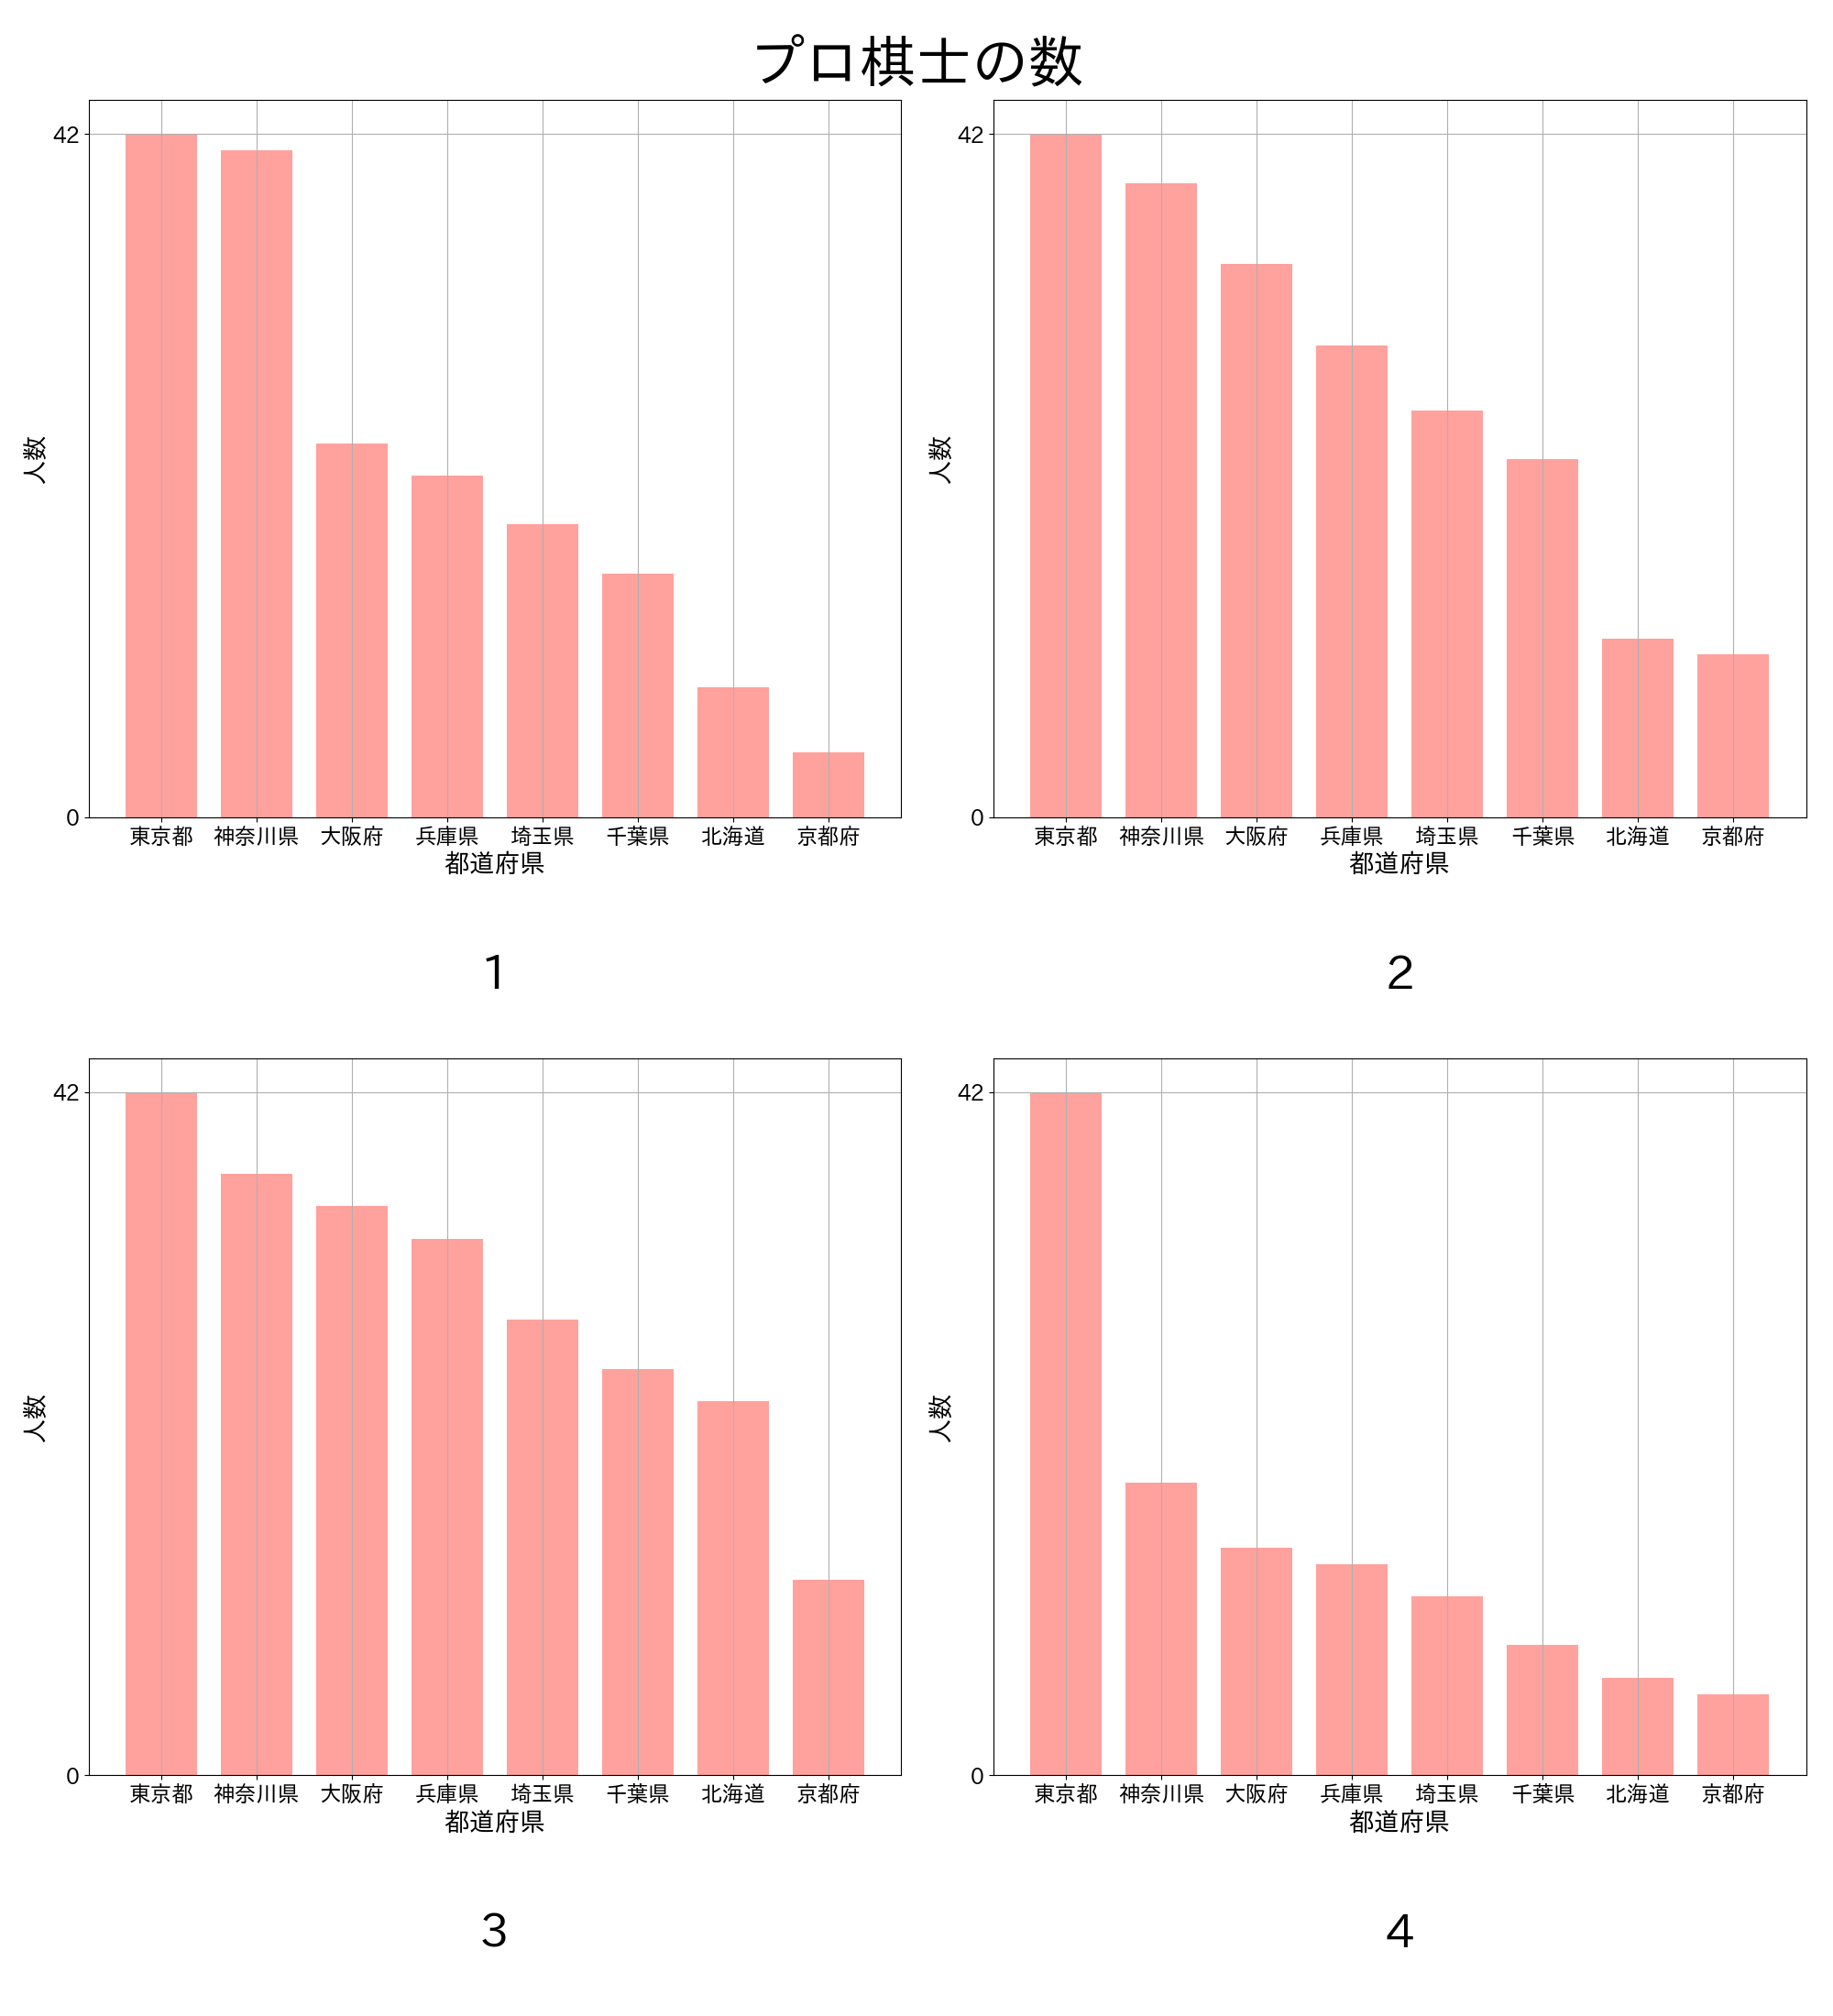 プロ棋士の数
42
0
人数
東京都 神奈川県 大阪府 兵庫県 埼玉県 千葉県 北海道 京都府
都道府県
1
42
0
人数
東京都 神奈川県 大阪府 兵庫県 埼玉県 千葉県 北海道 京都府
都道府県
2
42
0
人数
東京都 神奈川県 大阪府 兵庫県 埼玉県 千葉県 北海道 京都府
都道府県
3
42
0
人数
東京都 神奈川県 大阪府 兵庫県 埼玉県 千葉県 北海道 京都府
都道府県
4